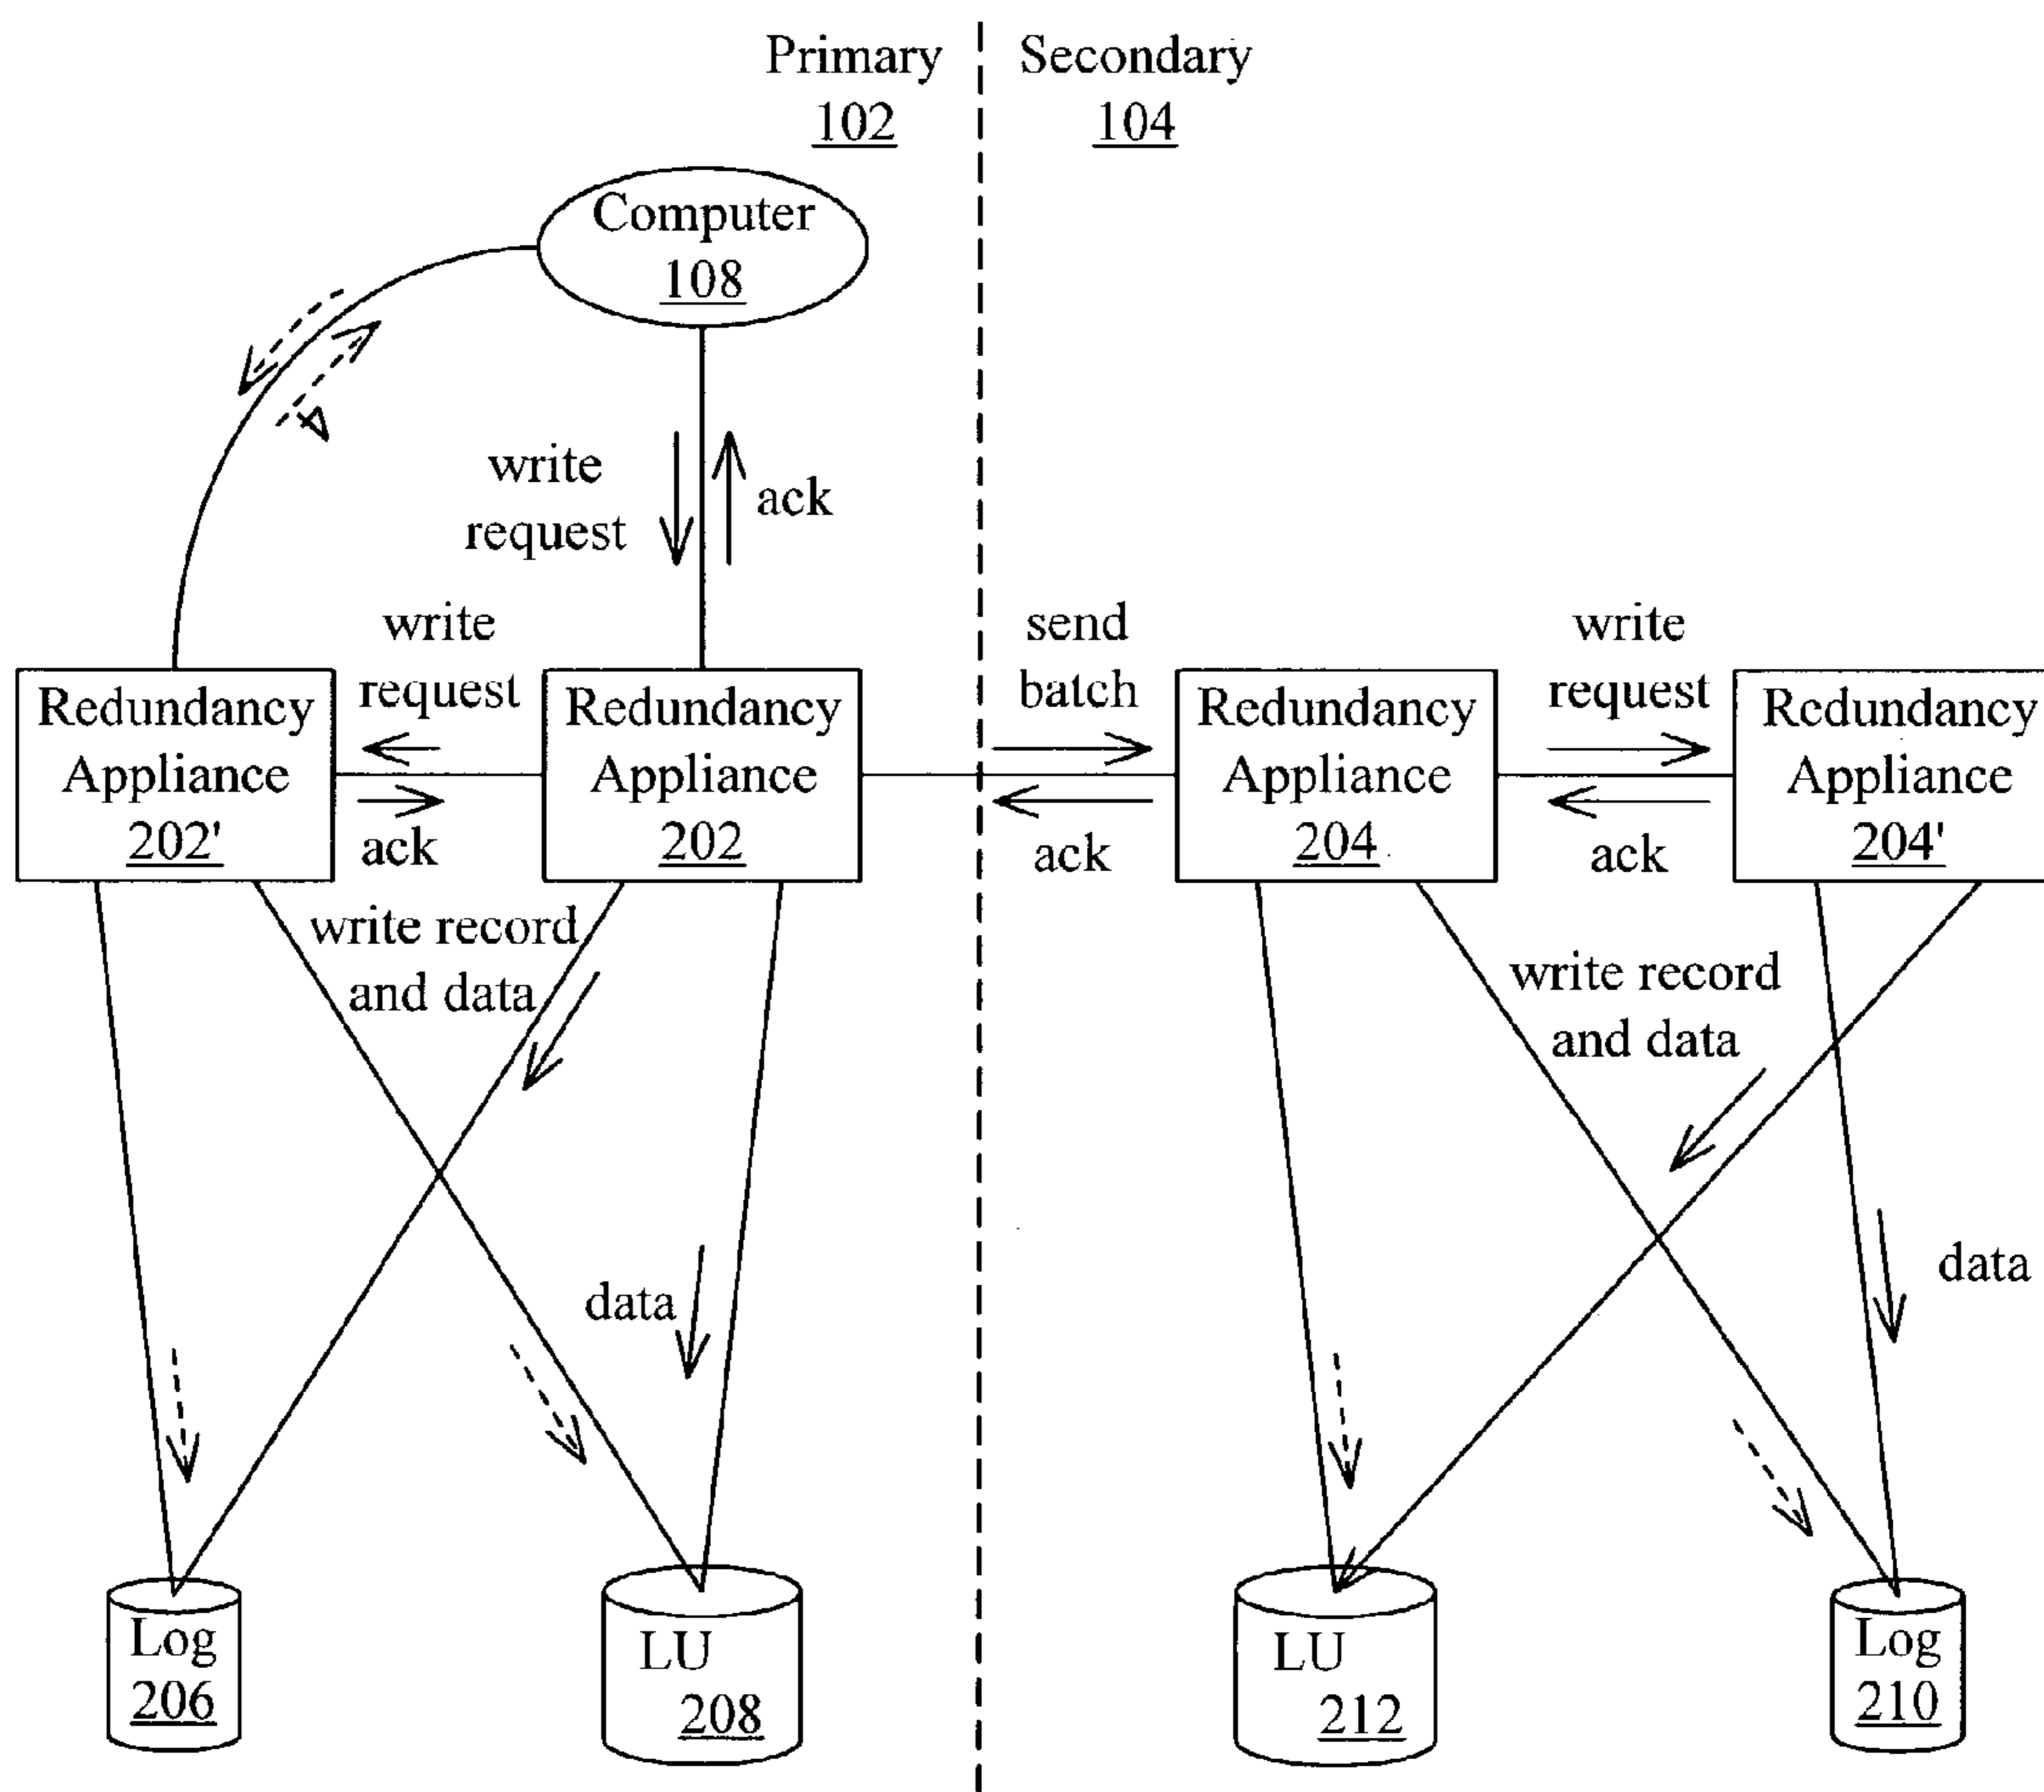 Primary
102
Secondary
104
Computer
108
write
request
ack
write
request
ack
send
batch
ack
write
request
ack
Redundancy
Appliance
202'
Redundancy
Appliance
202
Redundancy
Appliance
204
Redundancy
Appliance
204'
write record
and data
write record
and data
data
data
Log
206
LU
208
LU
212
Log
210